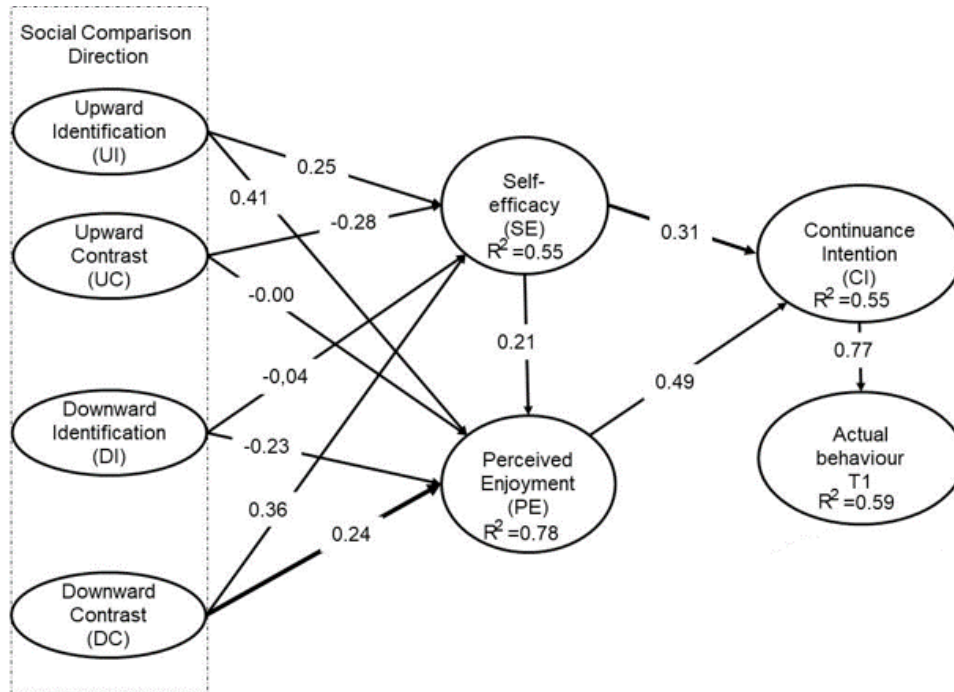 Social Comparison
Direction
Upward
Identification
(UI)
Upward
Contrast
(UC)
Downward
Identification
(DI)
Downward
Contrast
(DC)
0.25
0.41
-0.28
-0.00
-0,04
-0.23
0.36
0.24
Self-
efficacy
(SE)
R²=0.55
0.21
Perceived
Enjoyment
(PE)
R²=0.78
0.31
0.49
Continuance
Intention
(CI)
R²=0.55
0.77
Actual
behaviour
T1
R²=0.59